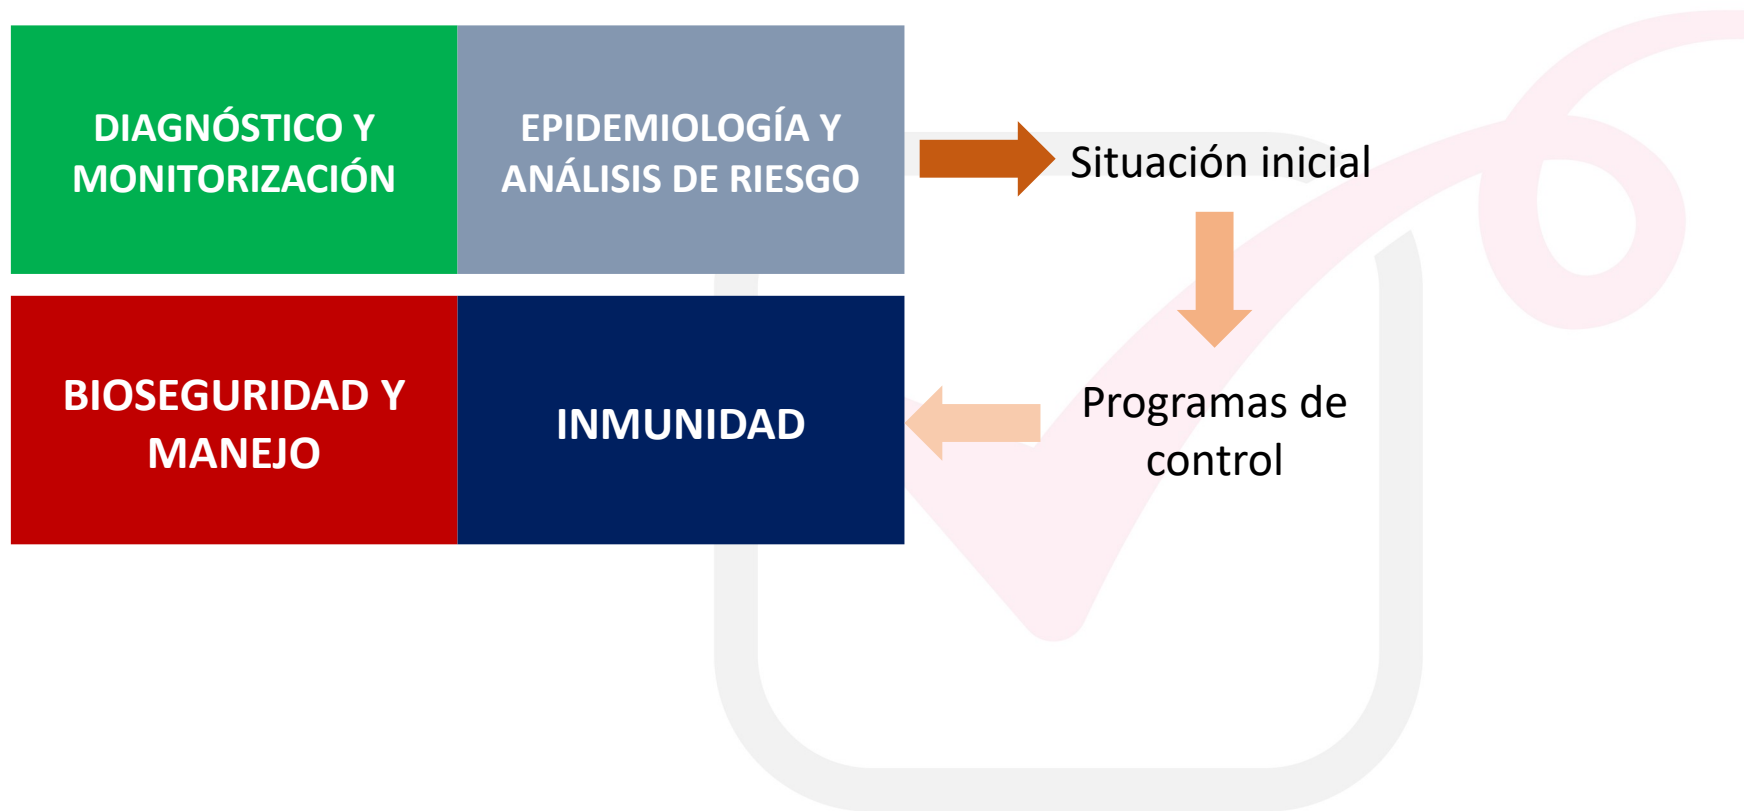 DIAGNÓSTICO Y
MONITORIZACIÓN
EPIDEMIOLOGÍA Y
ANÁLISIS DE RIESGO
Situación inicial
BIOSEGURIDAD Y
MANEJO
INMUNIDAD
Programas de
control